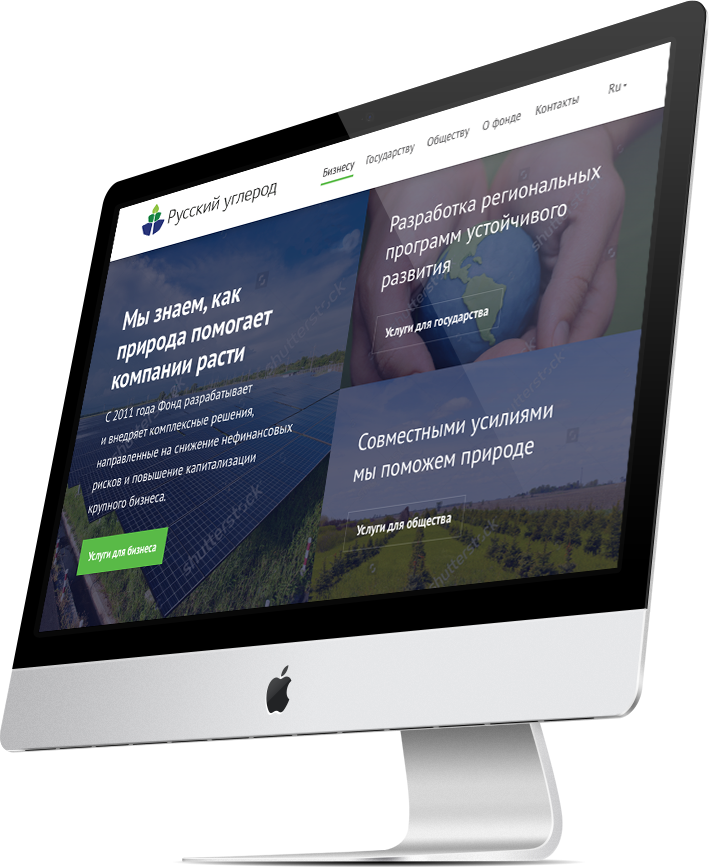 Русский углерод
Бизнесу Государству Обществу О фонде Контакты Ru
Мы знаем, как
природа помогает
компании расти
С 2011 года Фонд разрабатывает
и внедряет комплексные решения,
направленные на снижение нефинансовых
рисков и повышение капитализации
крупного бизнеса.
Услуги для бизнеса
Разработка региональных
программ устойчивого
развития
Услуги для государства
Совместными усилиями
мы поможем природе
Услуги для общества
shutterstock
shutterstock
shutterstock
shutterstock
shutterstock